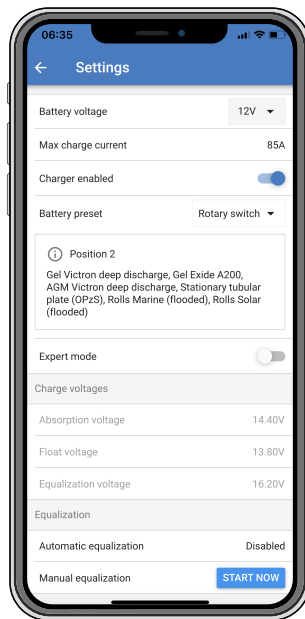 06:35
Settings
Battery voltage 12V
Max charge current 85A
Charger enabled
Battery preset Rotary switch
Position 2
Gel Victron deep discharge, Gel Exide A200,
AGM Victron deep discharge, Stationary tubular
plate (OPzS), Rolls Marine (flooded), Rolls Solar
(flooded)
Expert mode
Charge voltages
Absorption voltage 14.40V
Float voltage 13.80V
Equalization voltage 16.20V
Equalization
Automatic equalization Disabled
Manual equalization START NOW